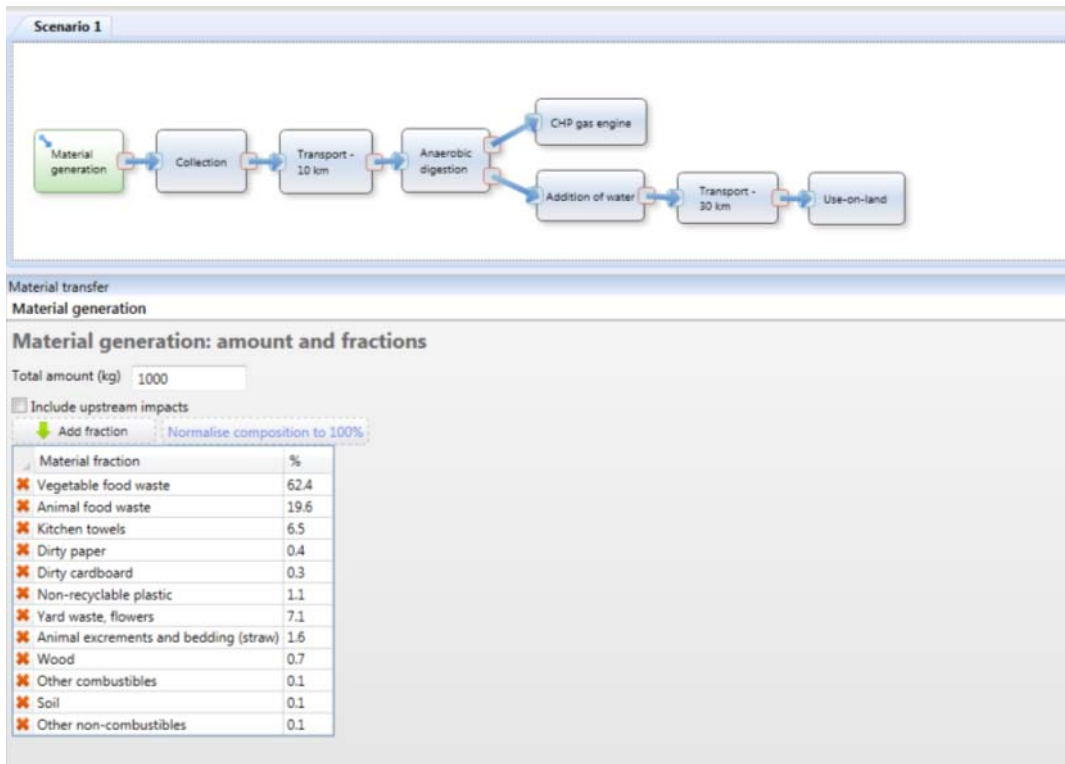 Scenario 1
Material
generation
Collection
Transport -
10 km
Anaerobic
digestion
CHP gas engine
Addition of water
Transport -
30 km
Use-on-land
Material transfer
Material generation
Material generation: amount and fractions
Total amount (kg) 1000
Include upstream impacts
Add fraction Normalise composition to 100%
Material fraction %
Vegetable food waste 62.4
Animal food waste 19.6
Kitchen towels 6.5
Dirty paper 0.4
Dirty cardboard 0.3
Non-recyclable plastic 1.1
Yard waste, flowers 7.1
Animal excrements and bedding (straw) 1.6
Wood 0.7
Other combustibles 0.1
Soil 0.1
Other non-combustibles 0.1